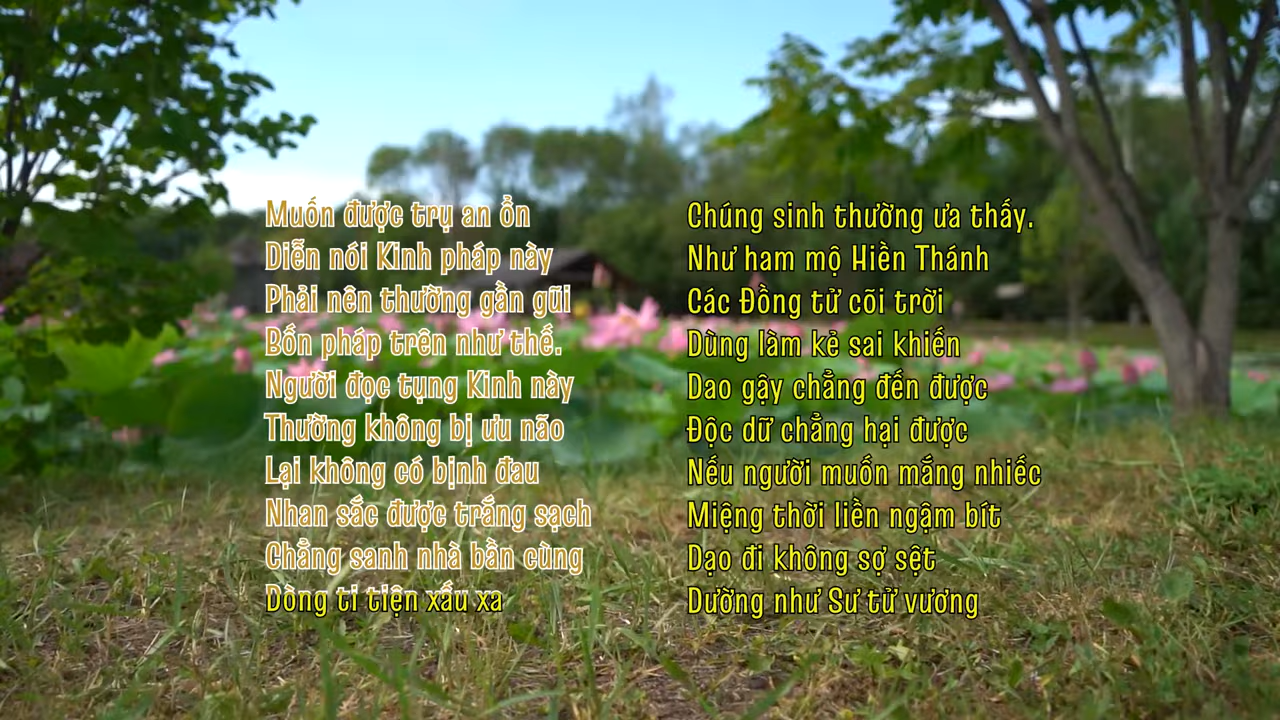 Muốn được trụ an ổn
Diễn nói Kinh pháp này
Phải nên thường gần gũi
Bốn pháp trên như thế.
Người đọc tụng Kinh này
Thường không bị ưu não
Lại không có bịnh đau
Nhan sắc được trắng sạch
Chẳng sanh nhà bần cùng
Dòng ti tiện xấu xa
Chúng sinh thường ưa thấy.
Như ham mộ Hiền Thánh
Các Đồng tử cõi trời
Dùng làm kẻ sai khiến
Dao gậy chẳng đến được
Độc dữ chẳng hại được
Nếu người muốn mắng nhiếc
Miệng thời liền ngậm bít
Dạo đi không sợ sệt
Dường như Sư tử vương